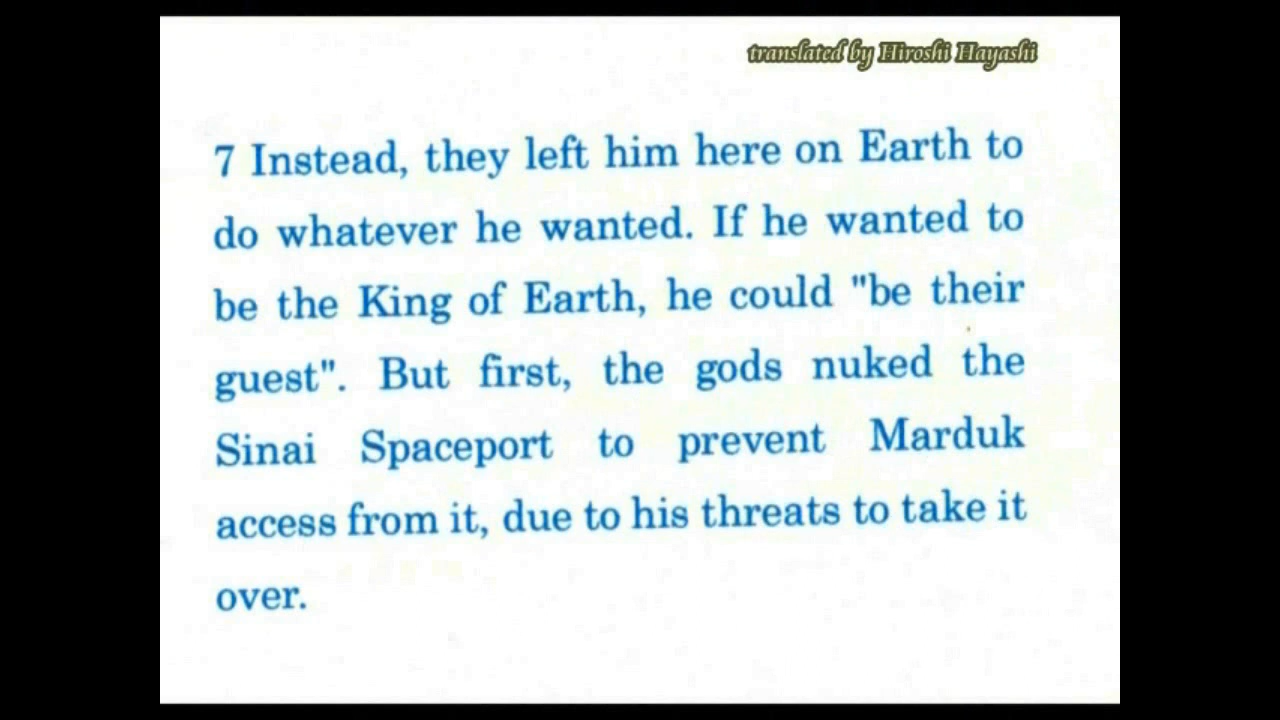 translated by Hiroshi Hayashi
7 Instead, they left him here on Earth to
do whatever he wanted. If he wanted to
be the King of Earth, he could "be their
guest". But first, the gods nuked the
Sinai Spaceport to prevent Marduk
access from it, due to his threats to take it
over.